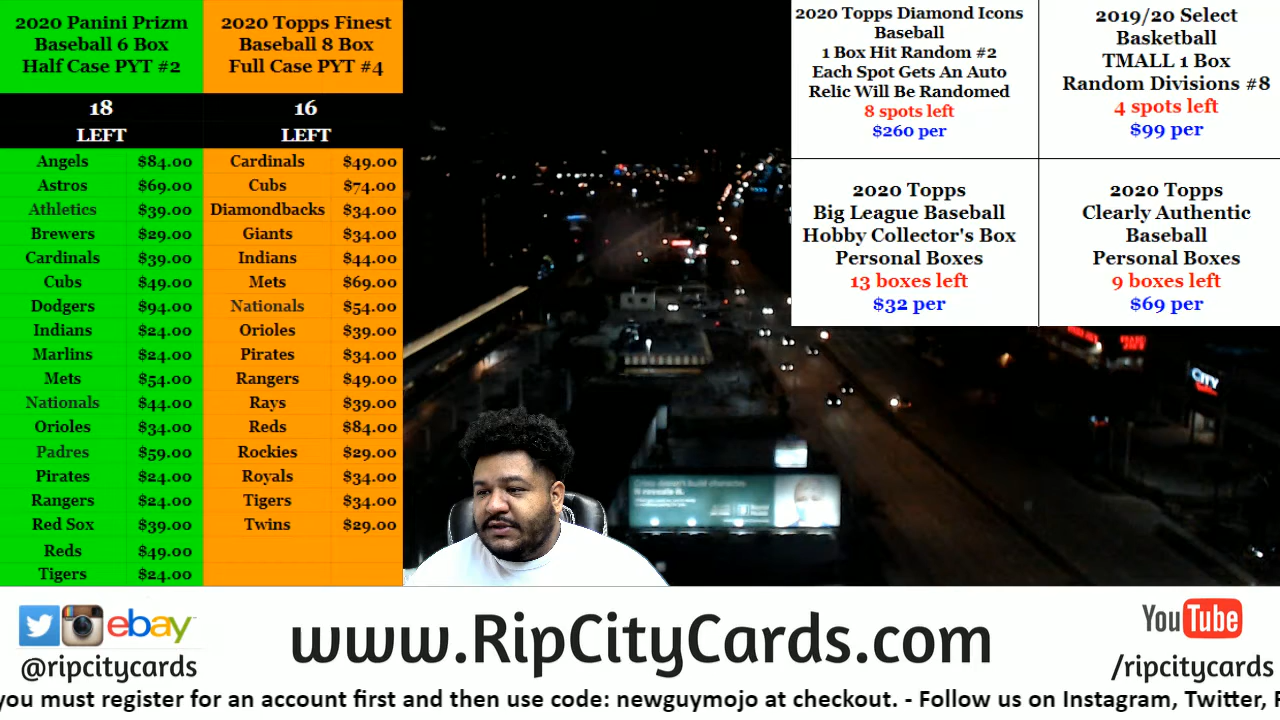 2020 Panini Prizm
Baseball 6 Box
Half Case PYT #2
18
LEFT
Angels $84.00
Astros $69.00
Athletics $39.00
Brewers $29.00
Cardinals $39.00
Cubs $49.00
Dodgers $94.00
Indians $24.00
Marlins $24.00
Mets $54.00
Nationals $44.00
Orioles $34.00
Padres $59.00
Pirates $24.00
Rangers $24.00
Red Sox $39.00
Reds $49.00
Tigers $24.00
2020 Topps Finest
Baseball 8 Box
Full Case PYT #4
16
LEFT
Cardinals $49.00
Cubs $74.00
Diamondbacks $34.00
Giants $34.00
Indians $44.00
Mets $69.00
Nationals $54.00
Orioles $39.00
Pirates $34.00
Rangers $49.00
Rays $39.00
Reds $84.00
Rockies $29.00
Royals $34.00
Tigers $34.00
Twins $29.00
2020 Topps Diamond Icons
Baseball
1 Box Hit Random #2
Each Spot Gets An Auto
Relic Will Be Randomed
8 spots left
$260 per
2019/20 Select
Basketball
TMALL 1 Box
Random Divisions #8
4 spots left
$99 per
2020 Topps
Big League Baseball
Hobby Collector's Box
Personal Boxes
13 boxes left
$32 per
2020 Topps
Clearly Authentic
Baseball
Personal Boxes
9 boxes left
$69 per
CITY
ebay
@ripcitycards
www.RipCityCards.com
YouTube
/ripcitycards
you must register for an account first and then use code: newguymojo at checkout. - Follow us on Instagram, Twitter, F